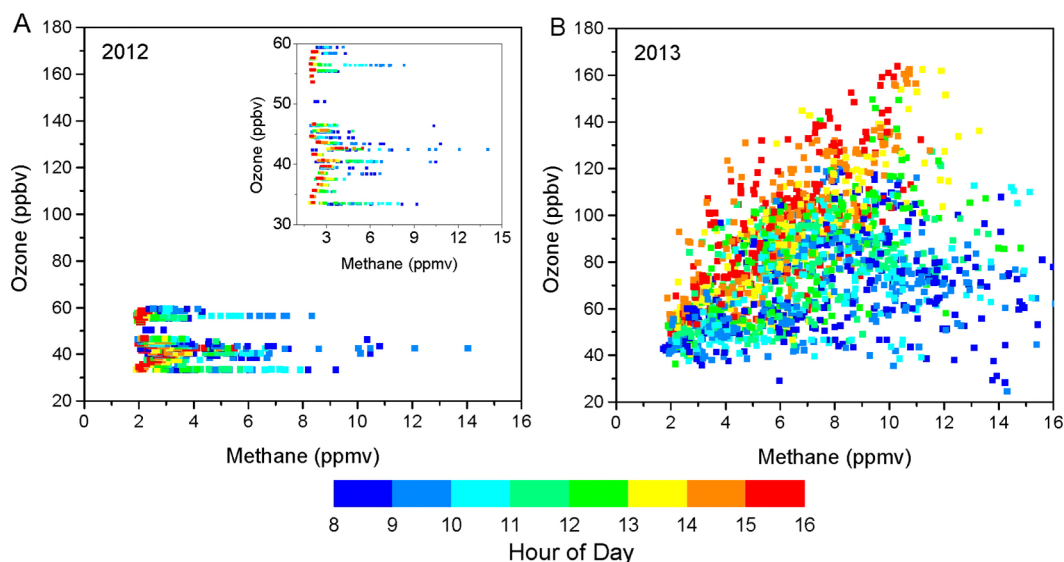 A
2012
180
160
140
120
100
80
60
40
20
Ozone (ppbv)
0 2 4 6 8 10 12 14 16
Methane (ppmv)
60
50
40
30
Ozone (ppbv)
3 6 9 12 15
Methane (ppmv)
B
2013
180
160
140
120
100
80
60
40
20
Ozone (ppbv)
0 2 4 6 8 10 12 14 16
Methane (ppmv)
8 9 10 11 12 13 14 15 16
Hour of Day